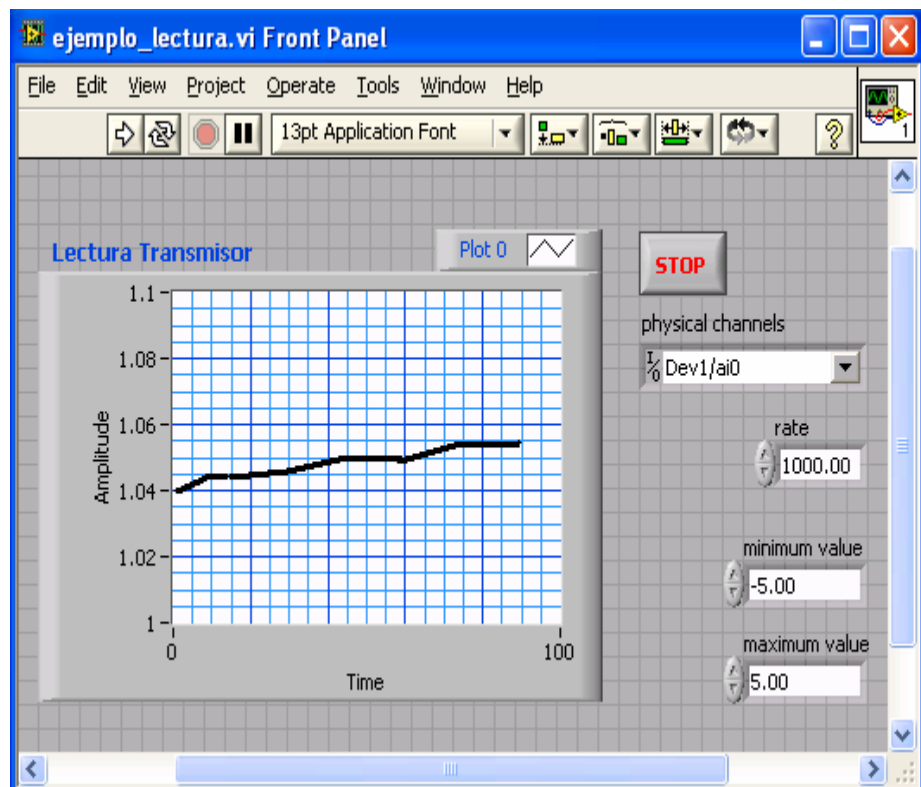 ejemplo_lectura.vi Front Panel
File Edit View Project Operate Tools Window Help
13pt Application Font
1
Lectura Transmisor
Plot 0
STOP
physical channels
I/O Dev1/ai0
rate
1000.00
minimum value
-5.00
maximum value
5.00
1.1
1.08
1.06
1.04
1.02
1
Amplitude
0
100
Time